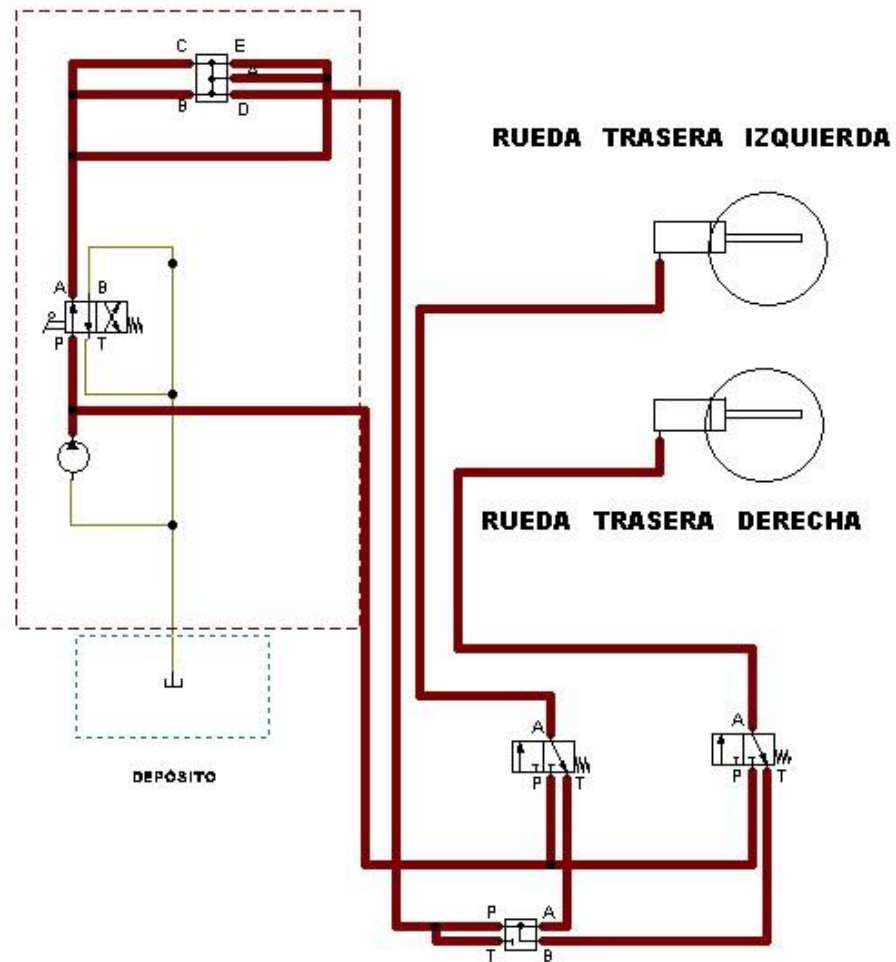 C E
A
B D
RUEDA TRASERA IZQUIERDA
A B
P T
RUEDA TRASERA DERECHA
A
P T
A
P T
DEPÓSITO
P A
T B